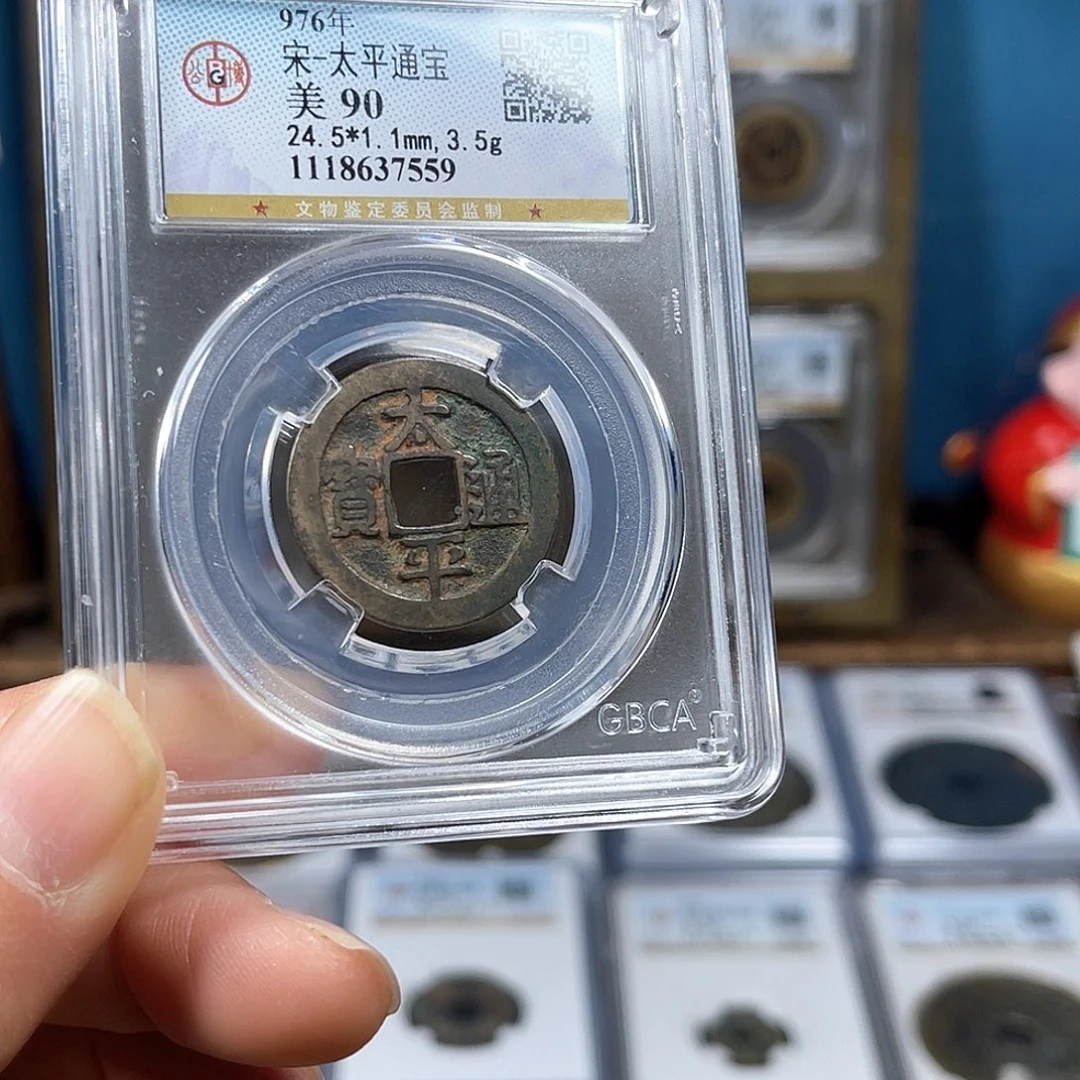 976年
宋-太平通宝
美 90
24.5*1.1mm, 3.5g
1118637559
★ 文物鉴定委员会监制 ★
太
寶 通
平
GBCA®